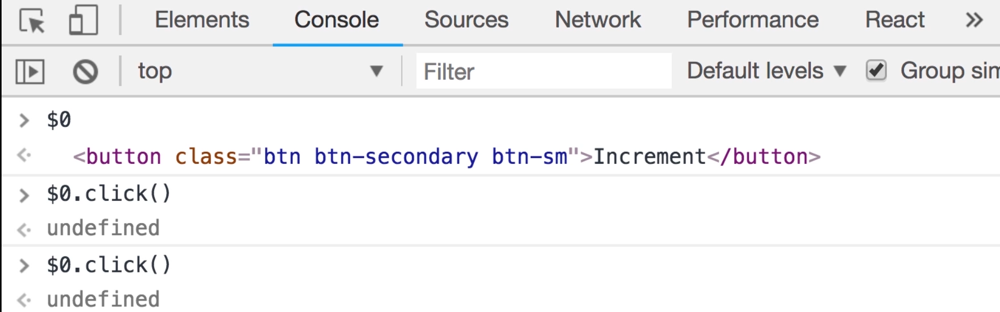 Elements Console Sources Network Performance React »
top ▼ Filter Default levels ▼ Group sim
> $0
<button class="btn btn-secondary btn-sm">Increment</button>
> $0.click()
undefined
> $0.click()
undefined